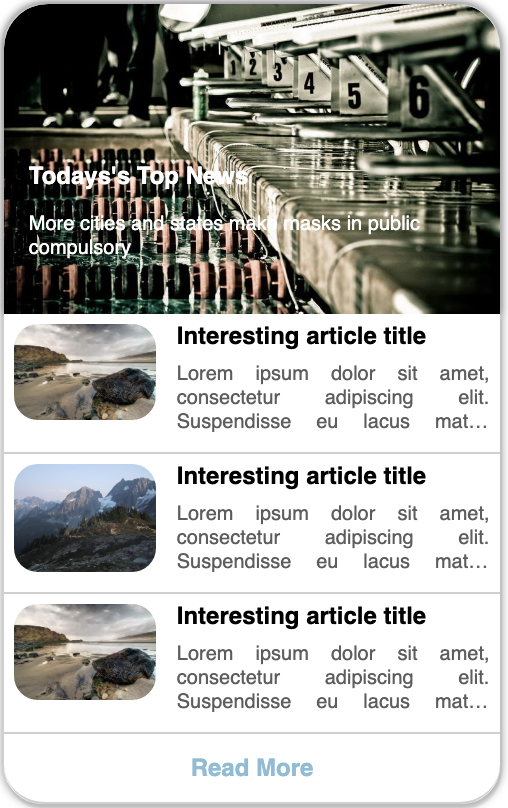 1 2 3 4 5 6
Todays's Top News
More cities and states make masks in public
compulsory
Interesting article title
Lorem ipsum dolor sit amet,
consectetur adipiscing elit.
Suspendisse eu lacus mat...
Interesting article title
Lorem ipsum dolor sit amet,
consectetur adipiscing elit.
Suspendisse eu lacus mat...
Interesting article title
Lorem ipsum dolor sit amet,
consectetur adipiscing elit.
Suspendisse eu lacus mat...
Read More